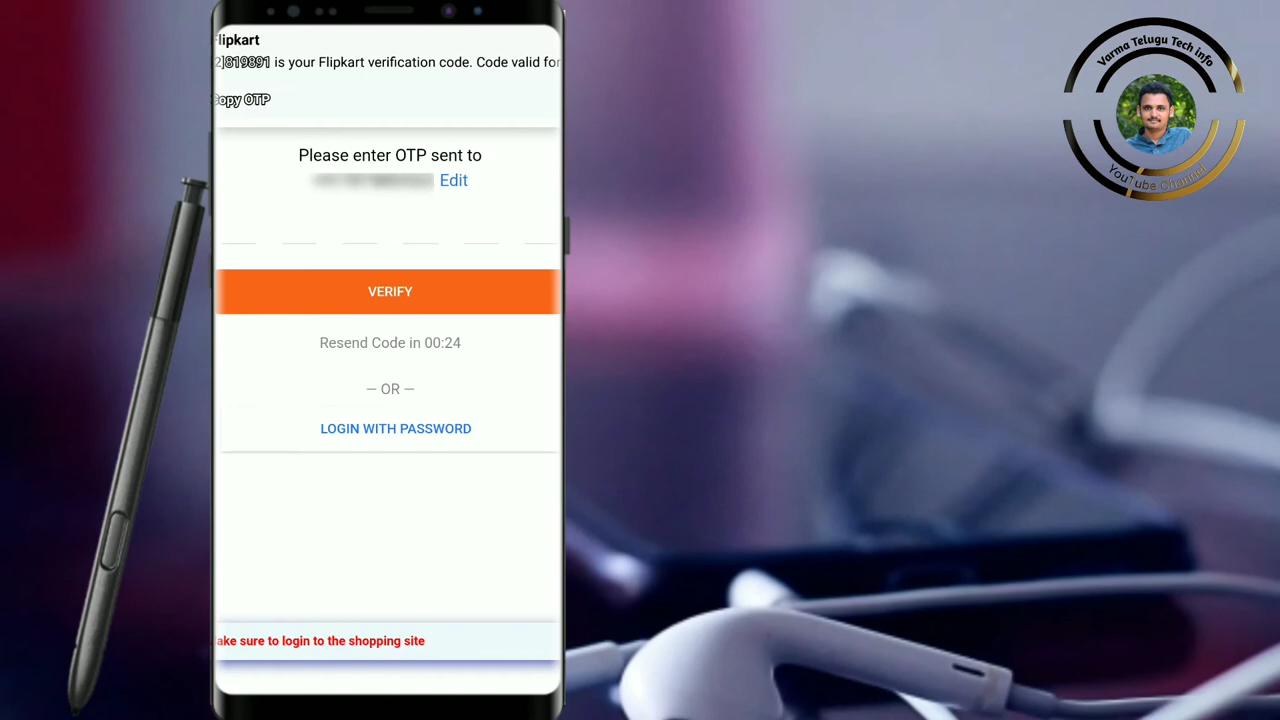 lipkart
2]819891 is your Flipkart verification code. Code valid for
Copy OTP
Please enter OTP sent to
Edit
VERIFY
Resend Code in 00:24
— OR —
LOGIN WITH PASSWORD
ake sure to login to the shopping site
Varma Telugu Tech info
YouTube Channel